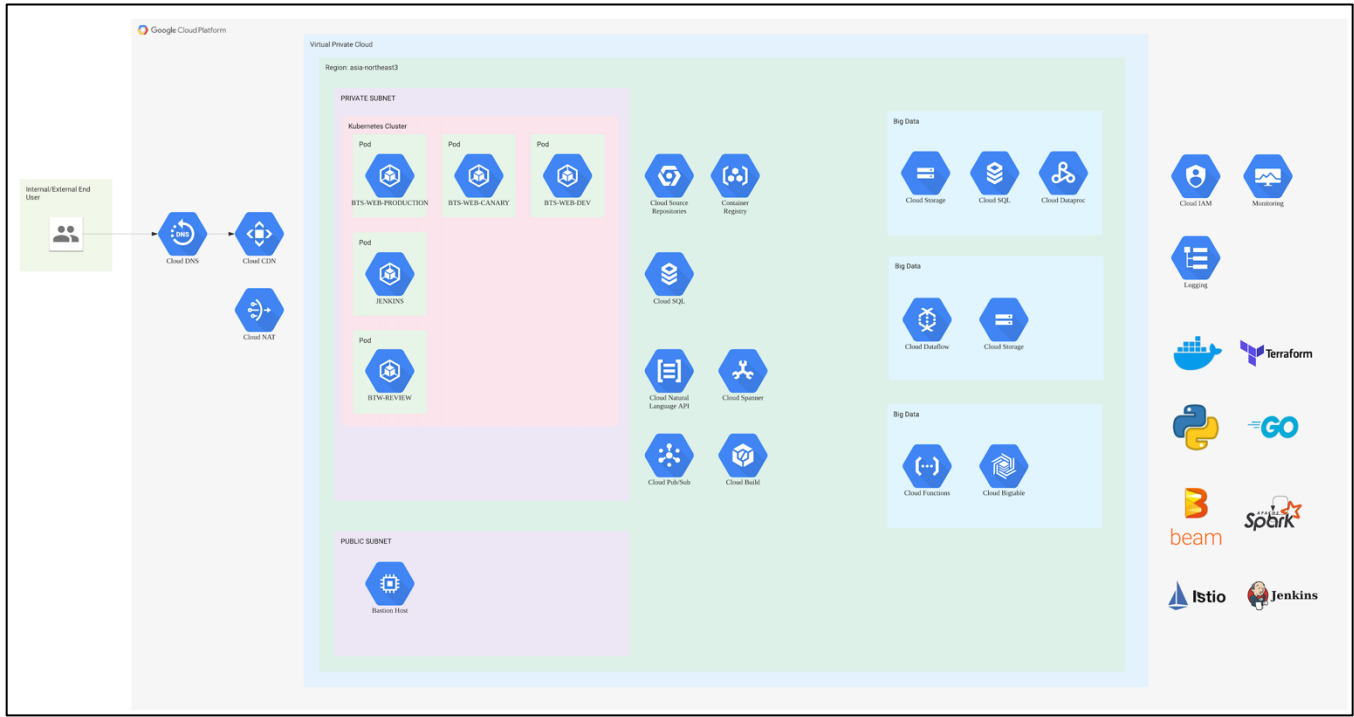 Google Cloud Platform
Virtual Private Cloud
Region: asia-northeast3
PRIVATE SUBNET
Kubernetes Cluster
Pod
BTS-WEB-PRODUCTION
Pod
BTS-WEB-CANARY
Pod
BTS-WEB-DEV
Pod
JENKINS
Pod
BTW-REVIEW
PUBLIC SUBNET
Bastion Host
Internal/External End
User
DNS
Cloud DNS
Cloud CDN
Cloud NAT
Cloud Source
Repositories
Container
Registry
Cloud SQL
Cloud Natural
Language API
Cloud Spanner
Cloud Pub/Sub
Cloud Build
Big Data
Cloud Storage
Cloud SQL
Cloud Dataproc
Big Data
Cloud Dataflow
Cloud Storage
Big Data
Cloud Functions
Cloud Bigtable
Cloud IAM
Monitoring
Logging
Terraform
GO
beam
APACHE
Spark
Istio
Jenkins